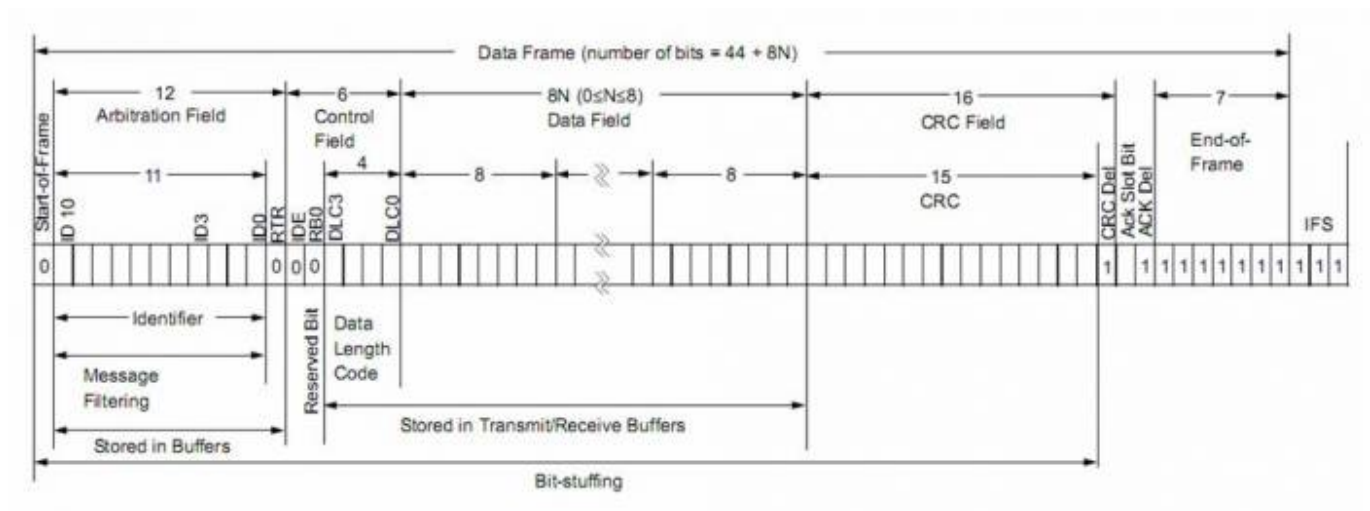 Data Frame (number of bits = 44 + 8N)
12
Arbitration Field
6
Control
Field
8N (0≤N≤8)
Data Field
16
CRC Field
7
End-of-
Frame
Start-of-Frame
11
4
8
8
15
CRC
CRC Del
Ack Slot Bit
ACK Del
IFS
ID 10
ID3
ID0
RTR
IDE
RB0
DLC3
DLC0
0 0 0 0 1 1 1 1 1 1 1 1 1 1 1 1
Identifier
Message
Filtering
Stored in Buffers
Reserved Bit
Data
Length
Code
Stored in Transmit/Receive Buffers
Bit-stuffing